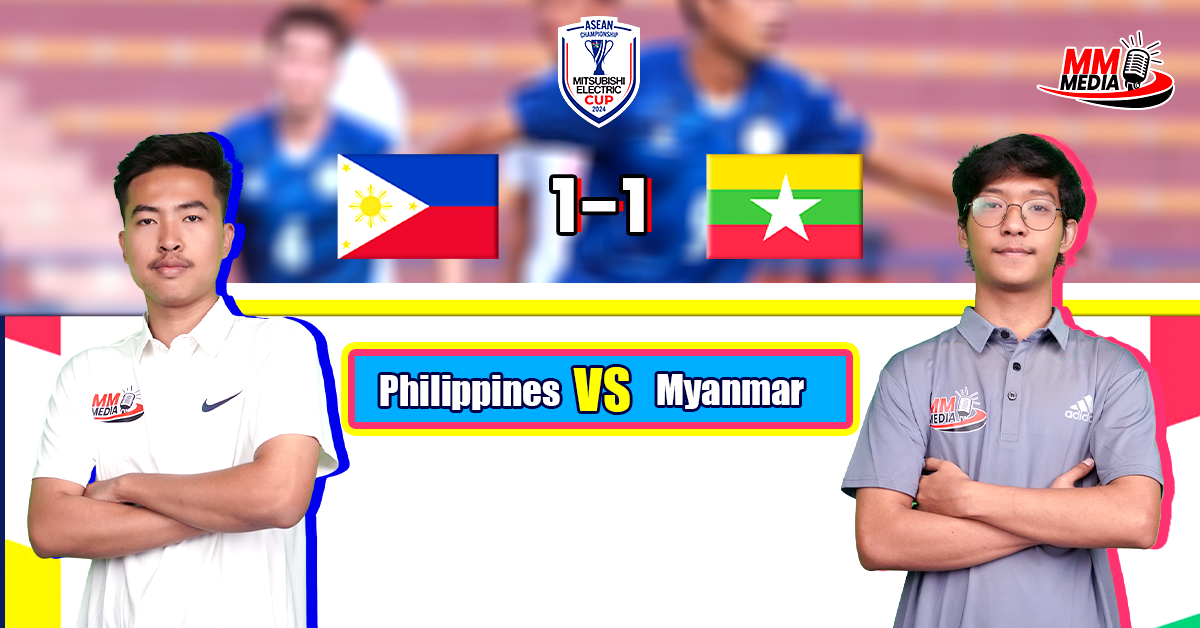 ASEAN
CHAMPIONSHIP
MITSUBISHI
ELECTRIC
CUP
2024
MM
MEDIA
1-1
Philippines VS Myanmar
MM
MEDIA
MM
MEDIA
adidas